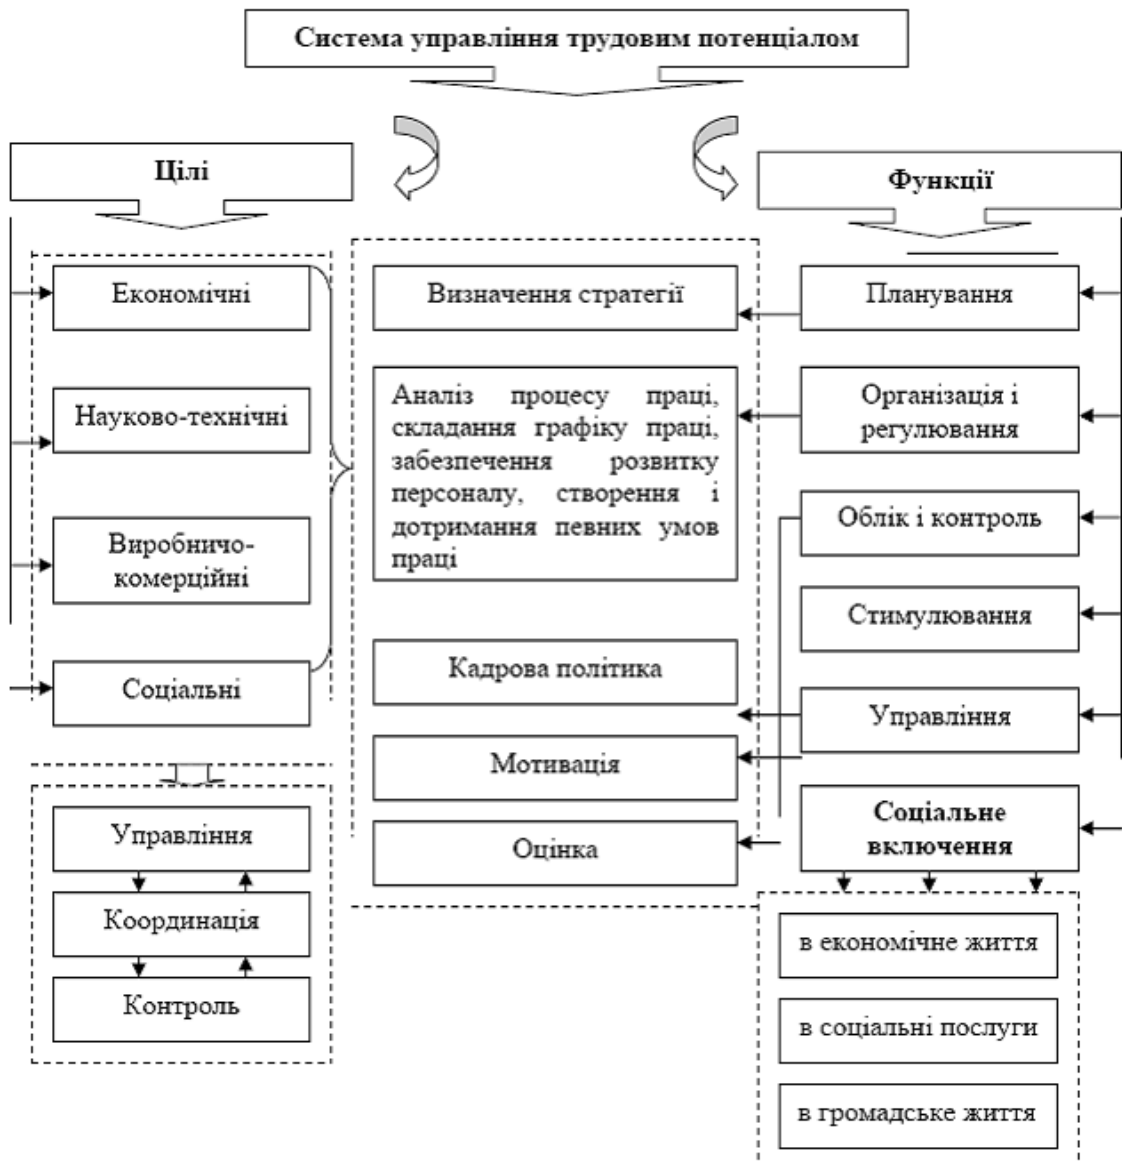 Система управління трудовим потенціалом
Цілі
Економічні
Науково-технічні
Виробничо-
комерційні
Соціальні
Управління
Координація
Контроль
Визначення стратегії
Аналіз процесу праці,
складання графіку праці,
забезпечення розвитку
персоналу, створення і
дотримання певних умов
праці
Кадрова політика
Мотивація
Оцінка
Функції
Планування
Організація і
регулювання
Облік і контроль
Стимулювання
Управління
Соціальне
включення
в економічне життя
в соціальні послуги
в громадське життя